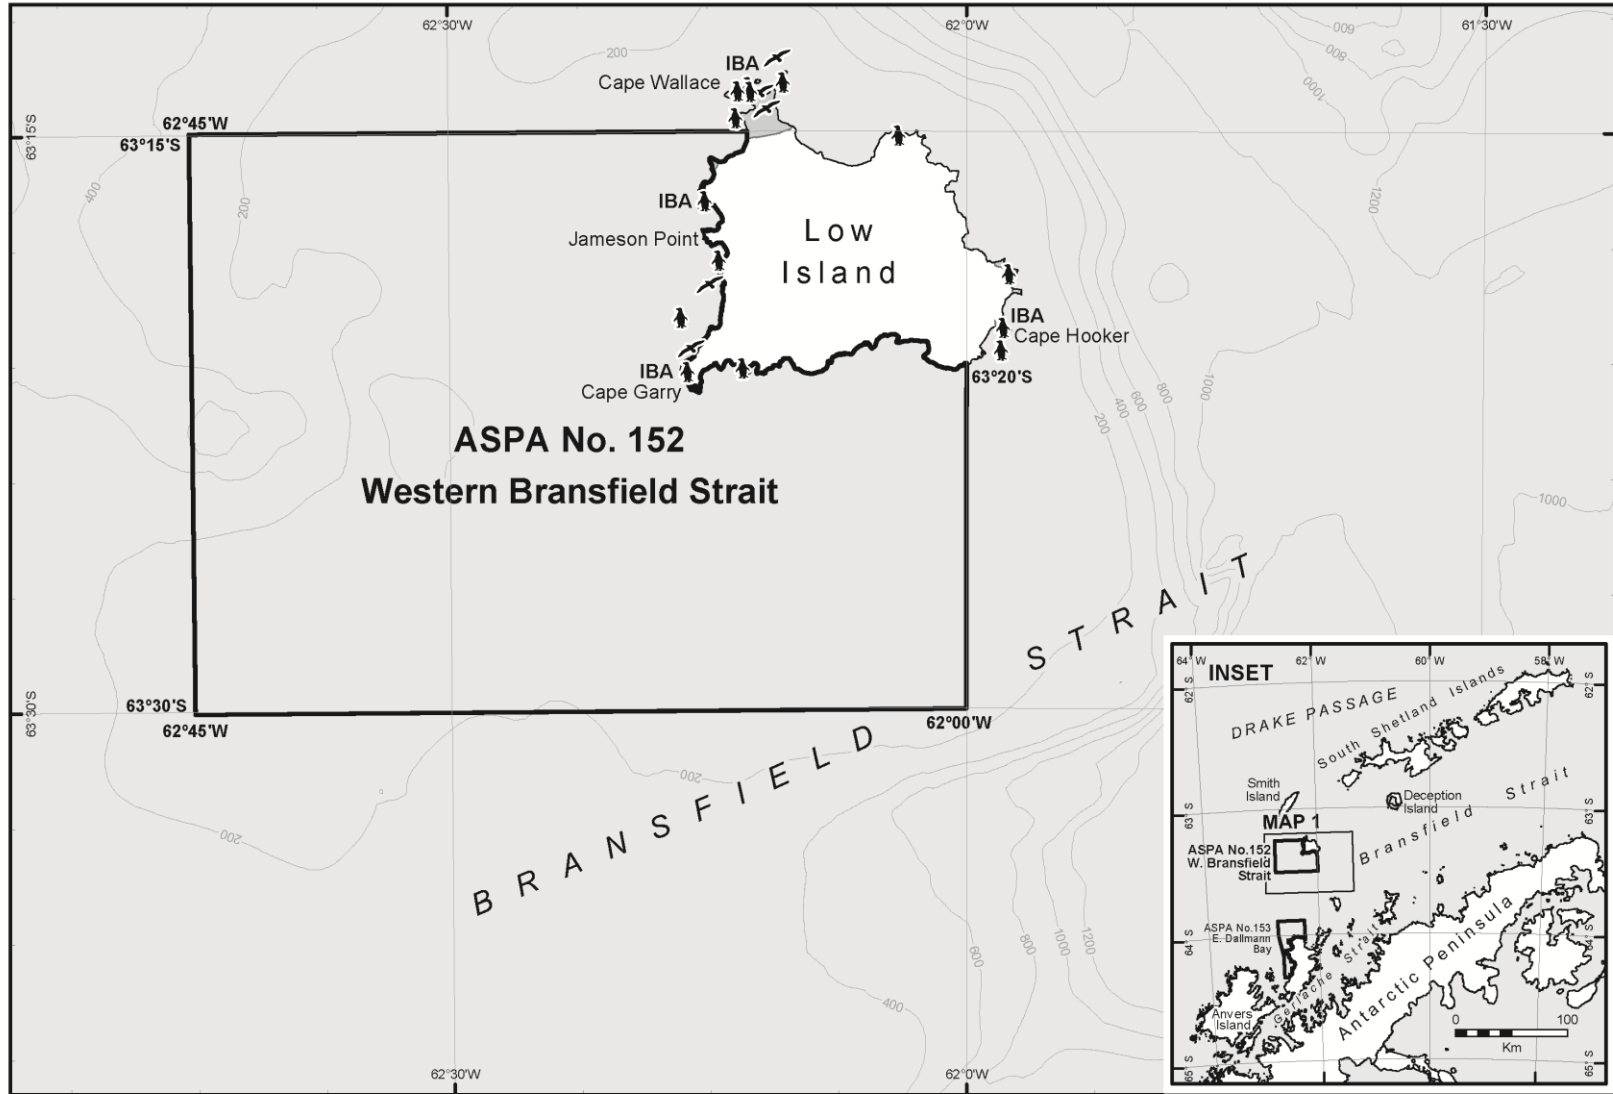 62°30'W
62°0'W
61°30'W
200
600
800
1000
IBA
Cape Wallace
62°45'W
63°15'S
63°15'S
400
200
1200
IBA
Jameson Point
Low
Island
IBA
Cape Hooker
IBA
Cape Garry
63°20'S
1000
800
600
400
200
ASPA No. 152
Western Bransfield Strait
1000
BRANSFIELD STRAIT
63°30'S
63°30'S
62°45'W
62°00'W
200
200
600
800
1000
1200
400
62°30'W
62°0'W
INSET
64°W
62°W
60°W
58°W
62°S
62°S
DRAKE PASSAGE
South Shetland Islands
Smith
Island
Deception
Island
Bransfield Strait
63°S
63°S
MAP 1
ASPA No.152
W. Bransfield
Strait
ASPA No.153
E. Dallmann
Bay
64°S
64°S
Gerlache Strait
Antarctic Peninsula
Anvers
Island
0
100
Km
65°S
65°S